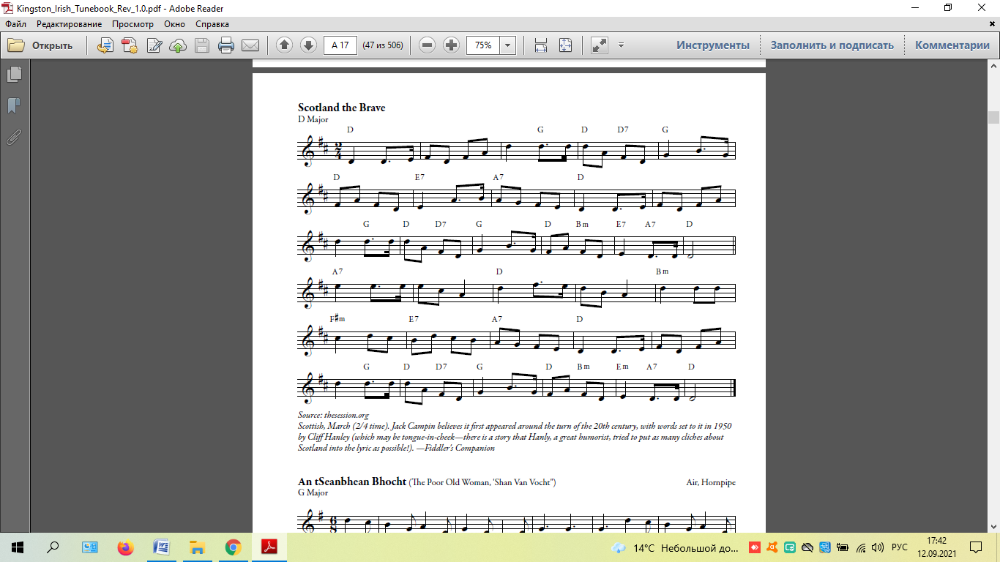 Kingston_Irish_Tunebook_Rev_1.0.pdf - Adobe Reader
Файл Редактирование Просмотр Окно Справка
Открыть A 17 (47 из 506) 75% Инструменты Заполнить и подписать Комментарии
Scotland the Brave
D Major
D G D D7 G
2
4
D E7 A7 D
G D D7 G D Bm E7 A7 D
A7 D Bm
F#m E7 A7 D
G D D7 G D Bm Em A7 D
Source: thesession.org
Scottish, March (2/4 time). Jack Campin believes it first appeared around the turn of the 20th century, with words set to it in 1950
by Cliff Hanley (which may be tongue-in-cheek—there is a story that Hanly, a great humorist, tried to put as many cliches about
Scotland into the lyric as possible!). —Fiddler's Companion
An tSeanbhean Bhocht (The Poor Old Woman, 'Shan Van Vocht") Air, Hornpipe
G Major
6
8
14°C Небольшой до... РУС 17:42
12.09.2021